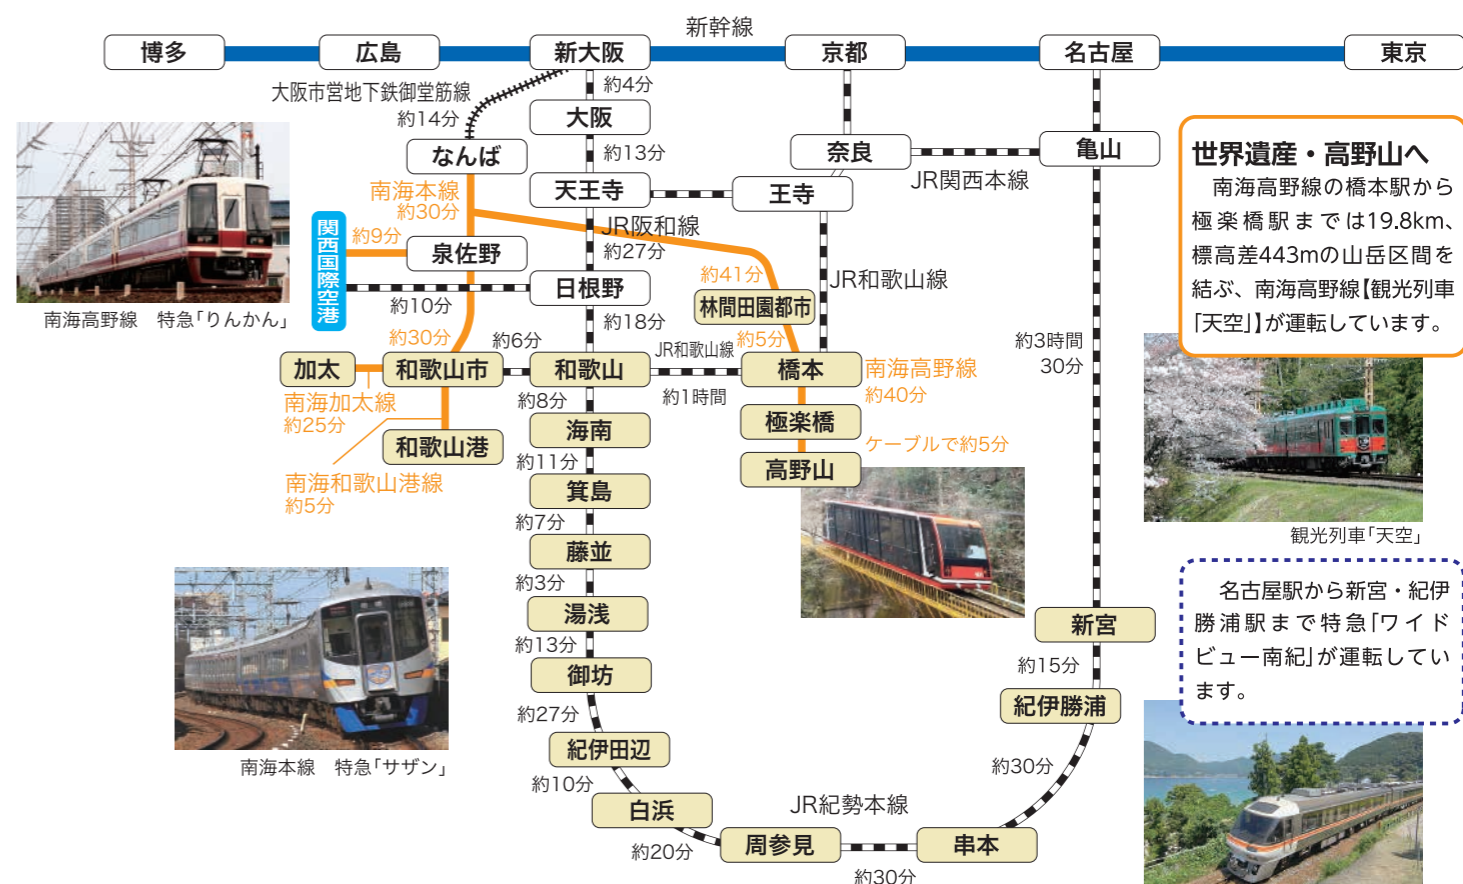 新幹線
博多
広島
新大阪
京都
名古屋
東京
大阪市営地下鉄御堂筋線
約14分
約4分
大阪
約13分
なんば
南海本線
約30分
天王寺
王寺
奈良
亀山
JR関西本線
JR阪和線
約27分
関西国際空港
約9分
泉佐野
約10分
日根野
約41分
林間田園都市
JR和歌山線
約30分
約6分
約18分
JR和歌山線
約5分
約3時間
30分
加太
和歌山市
和歌山
橋本
南海高野線
約40分
南海加太線
約25分
約8分
約1時間
和歌山港
海南
極楽橋
ケーブルで約5分
高野山
南海和歌山港線
約5分
約11分
箕島
約7分
藤並
約3分
湯浅
約13分
御坊
約27分
紀伊田辺
約10分
白浜
約20分
周参見
JR紀勢本線
約30分
串本
約30分
紀伊勝浦
約15分
新宮
南海高野線　特急「りんかん」
南海本線　特急「サザン」
世界遺産・高野山へ
南海高野線の橋本駅から
極楽橋駅までは19.8km、
標高差443mの山岳区間を
結ぶ、南海高野線【観光列車
「天空」】が運転しています。
観光列車「天空」
名古屋駅から新宮・紀伊
勝浦駅まで特急「ワイド
ビュー南紀」が運転してい
ます。